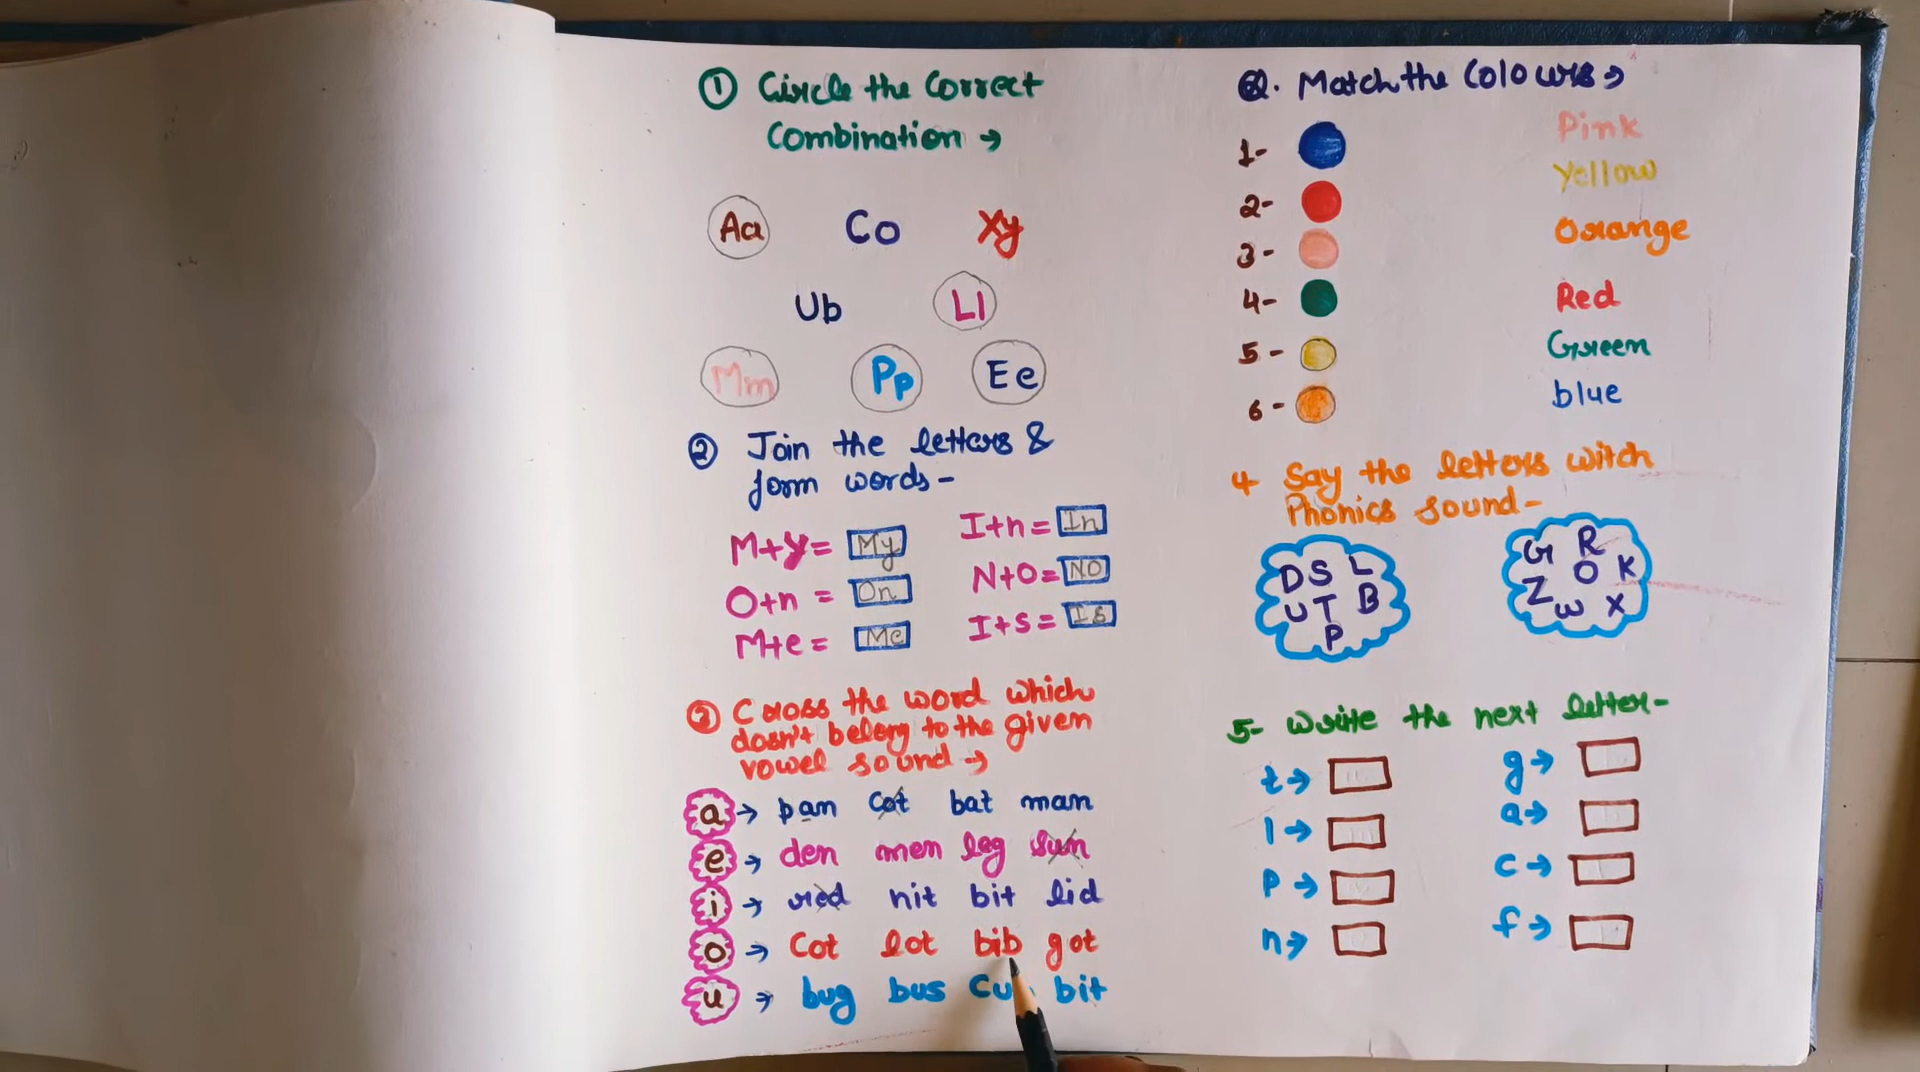 ① Circle the Correct
Combination →
Aa Co Xy
Ub Ll
Mm Pp Ee
② Join the letters &
form words-
M+y= My
I+n= In
O+n = On
N+O= NO
M+e= Me
I+S= Is
③ Cross the word which
dosn't belong to the given
vowel sound →
a → pan cot bat man
e → den men leg sun
i → red nit bit lid
o → Cot lot bib got
u → bug bus bit
Q. Match the Colours →
1- Pink
2- Yellow
3- Orange
4- Red
5- Green
6- blue
4 Say the letters witch
Phonics sound-
D S L
U T B
P
G R
Z O K
W X
5- Write the next letter-
t→ g→
l→ a→
P→ c→
n→ f→